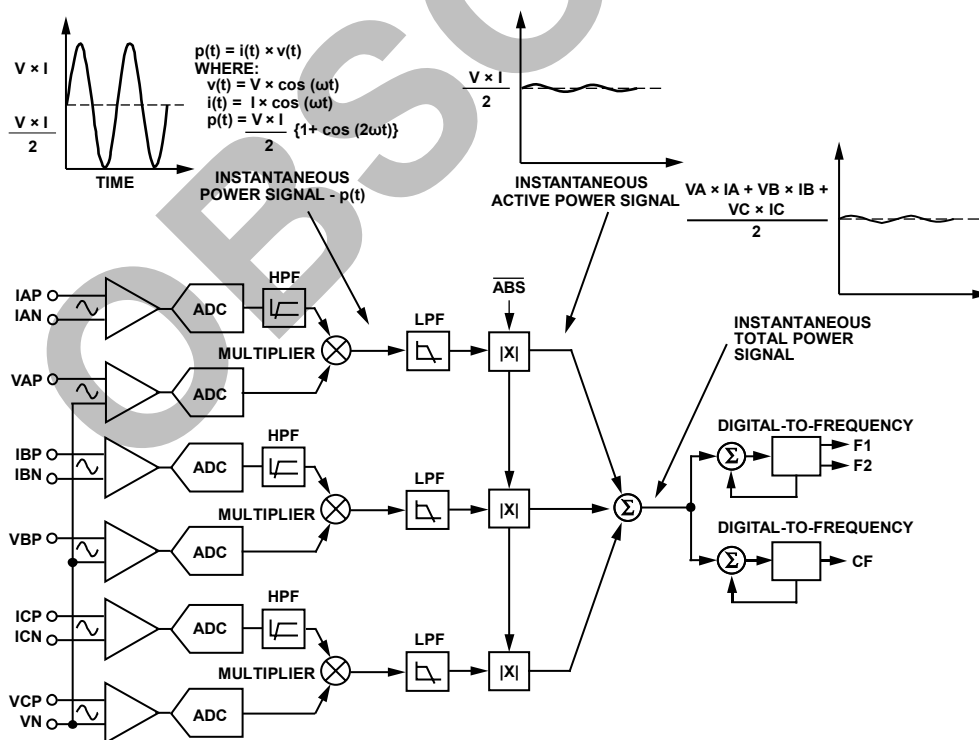 V × I
V × I
2
TIME
p(t) = i(t) × v(t)
WHERE:
v(t) = V × cos (ωt)
i(t) = I × cos (ωt)
p(t) = V × I
2
{1+ cos (2ωt)}
V × I
2
INSTANTANEOUS
POWER SIGNAL - p(t)
INSTANTANEOUS
ACTIVE POWER SIGNAL
VA × IA + VB × IB +
VC × IC
2
INSTANTANEOUS
TOTAL POWER
SIGNAL
IAP
IAN
ADC
HPF
MULTIPLIER
LPF
ABS
|X|
VAP
ADC
IBP
IBN
ADC
HPF
MULTIPLIER
LPF
|X|
VBP
ADC
ICP
ICN
ADC
HPF
MULTIPLIER
LPF
|X|
VCP
VN
ADC
Σ
DIGITAL-TO-FREQUENCY
Σ
F1
F2
DIGITAL-TO-FREQUENCY
Σ
CF